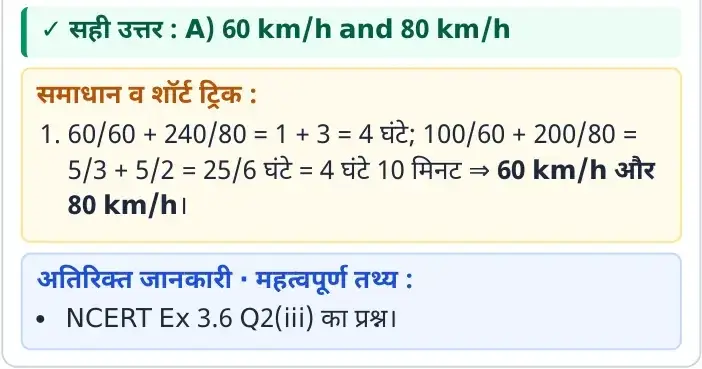 ✓ सही उत्तर : A) 60 km/h and 80 km/h
समाधान व शॉर्ट ट्रिक :
1. 60/60 + 240/80 = 1 + 3 = 4 घंटे; 100/60 + 200/80 =
5/3 + 5/2 = 25/6 घंटे = 4 घंटे 10 मिनट ⇒ 60 km/h और
80 km/h।
अतिरिक्त जानकारी · महत्वपूर्ण तथ्य :
• NCERT Ex 3.6 Q2(iii) का प्रश्न।